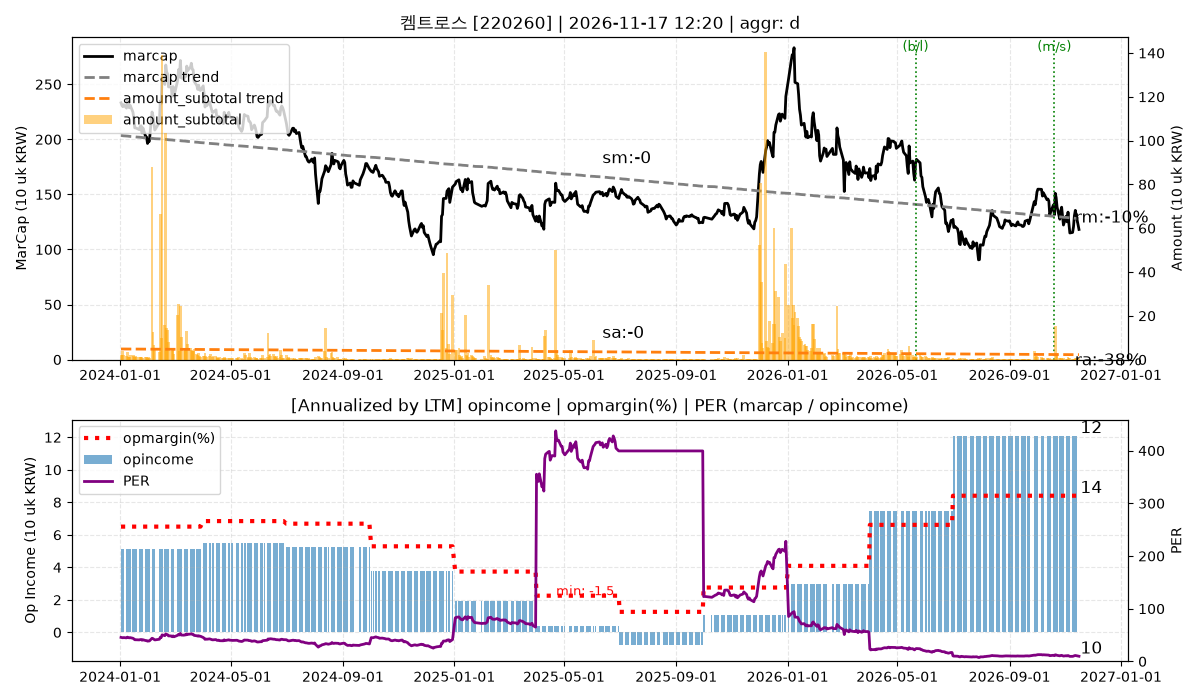 켐트로스 [220260] | 2026-11-17 12:20 | aggr: d
marcap
marcap trend
amount_subtotal trend
amount_subtotal
(b/l)
(m/s)
sm:-0
rm:-10%
sa:-0
ra:-38%
MarCap (10 uk KRW)
250
200
150
100
50
0
Amount (10 uk KRW)
140
120
100
80
60
40
20
0
2024-01-01
2024-05-01
2024-09-01
2025-01-01
2025-05-01
2025-09-01
2026-01-01
2026-05-01
2026-09-01
2027-01-01
[Annualized by LTM] opincome | opmargin(%) | PER (marcap / opincome)
opmargin(%)
opincome
PER
min: -1.5
12
14
10
Op Income (10 uk KRW)
12
10
8
6
4
2
0
PER
400
300
200
100
0
2024-01-01
2024-05-01
2024-09-01
2025-01-01
2025-05-01
2025-09-01
2026-01-01
2026-05-01
2026-09-01
2027-01-01